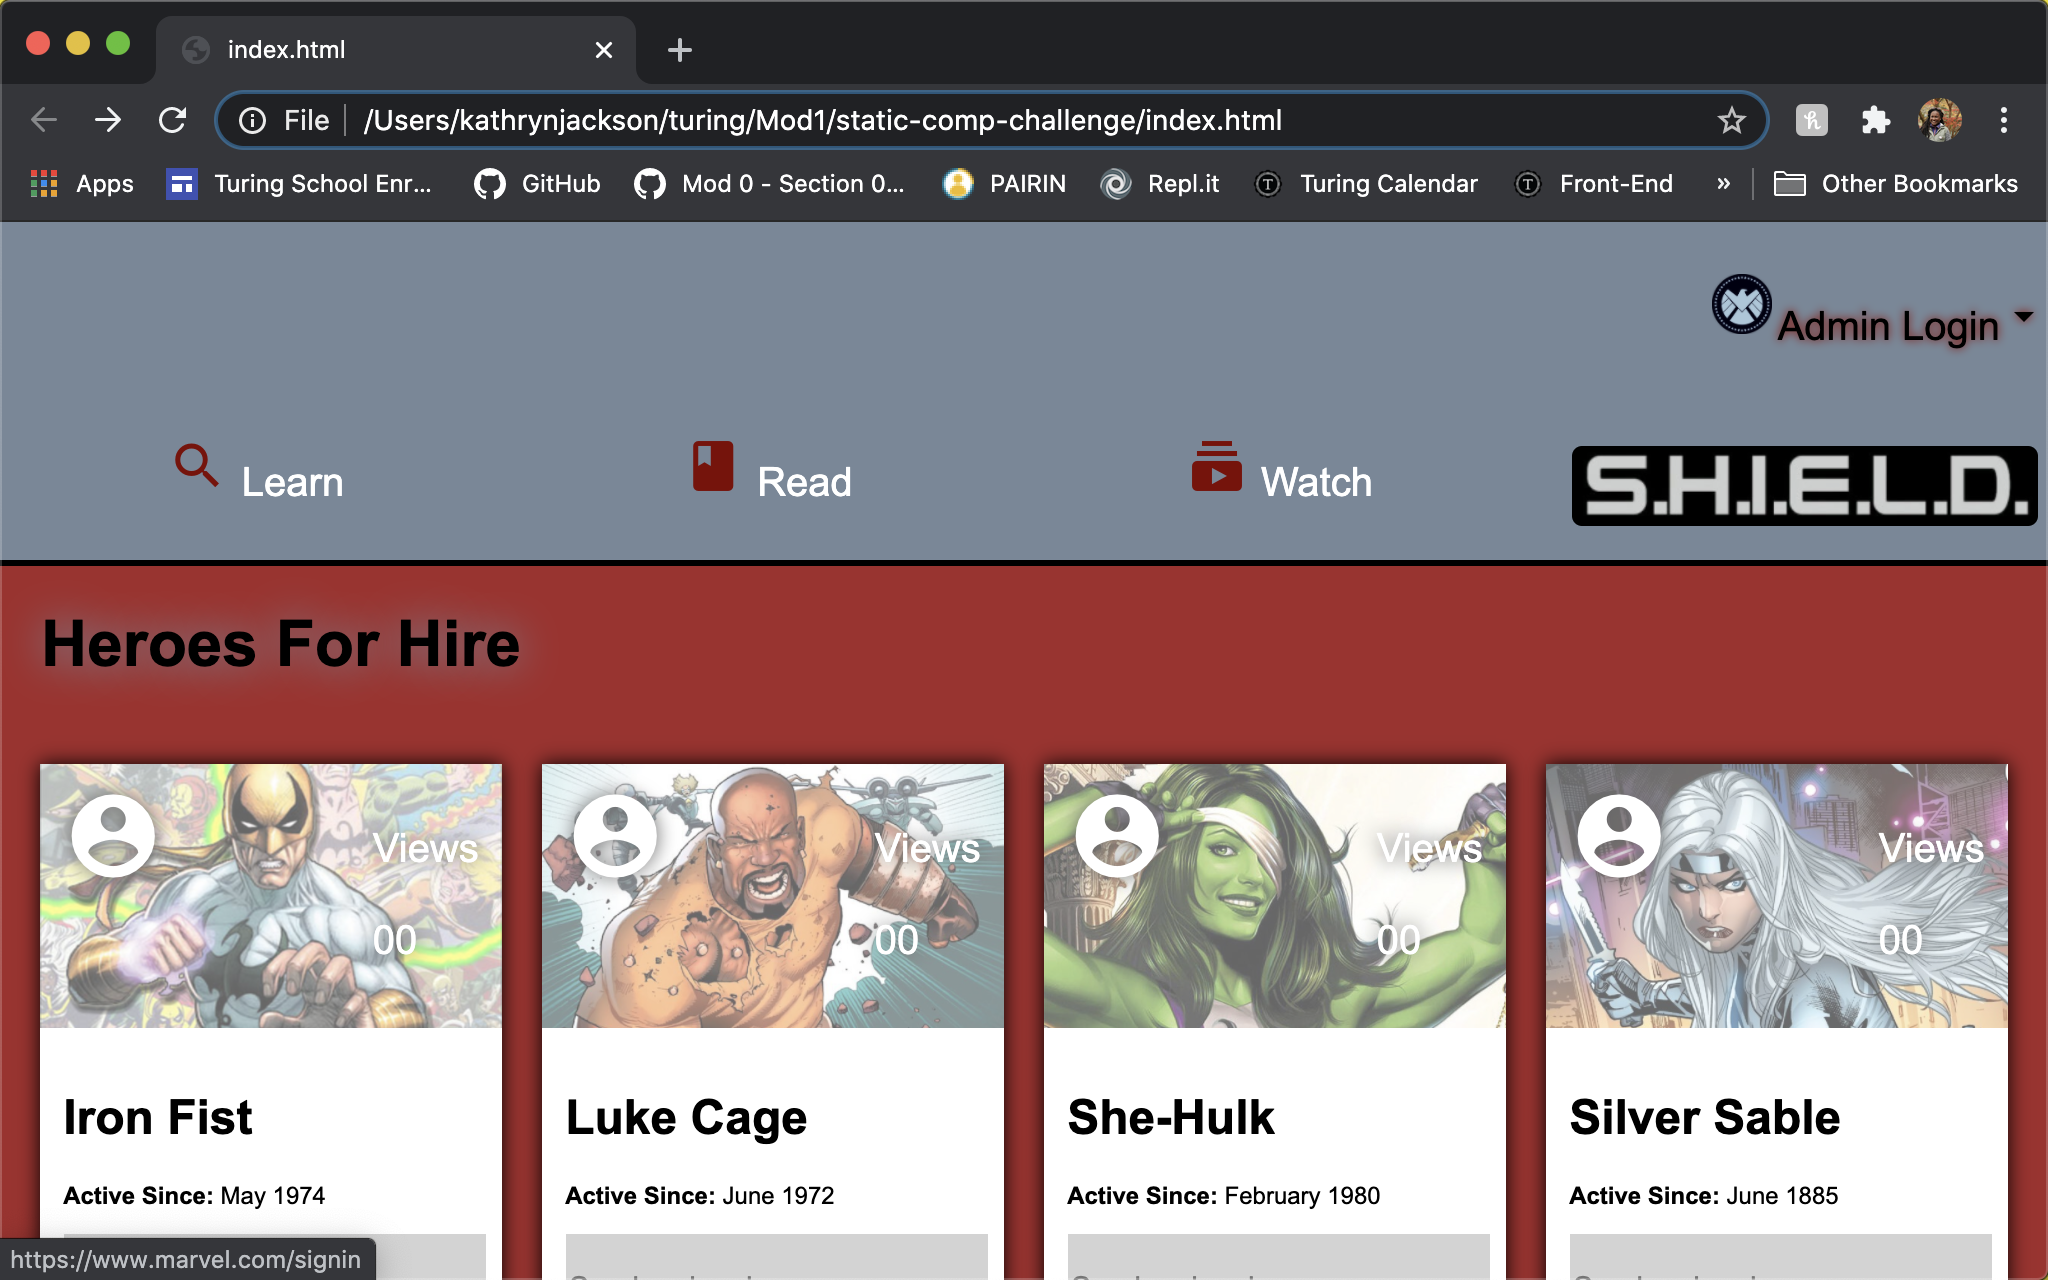 index.html
File /Users/kathrynjackson/turing/Mod1/static-comp-challenge/index.html
Apps Turing School Enr... GitHub Mod 0 - Section 0... PAIRIN Repl.it Turing Calendar Front-End » Other Bookmarks
Admin Login
Learn Read Watch S.H.I.E.L.D.
Heroes For Hire
Views Views Views Views
00 00 00 00
Iron Fist Luke Cage She-Hulk Silver Sable
Active Since: May 1974 Active Since: June 1972 Active Since: February 1980 Active Since: June 1885
https://www.marvel.com/signin